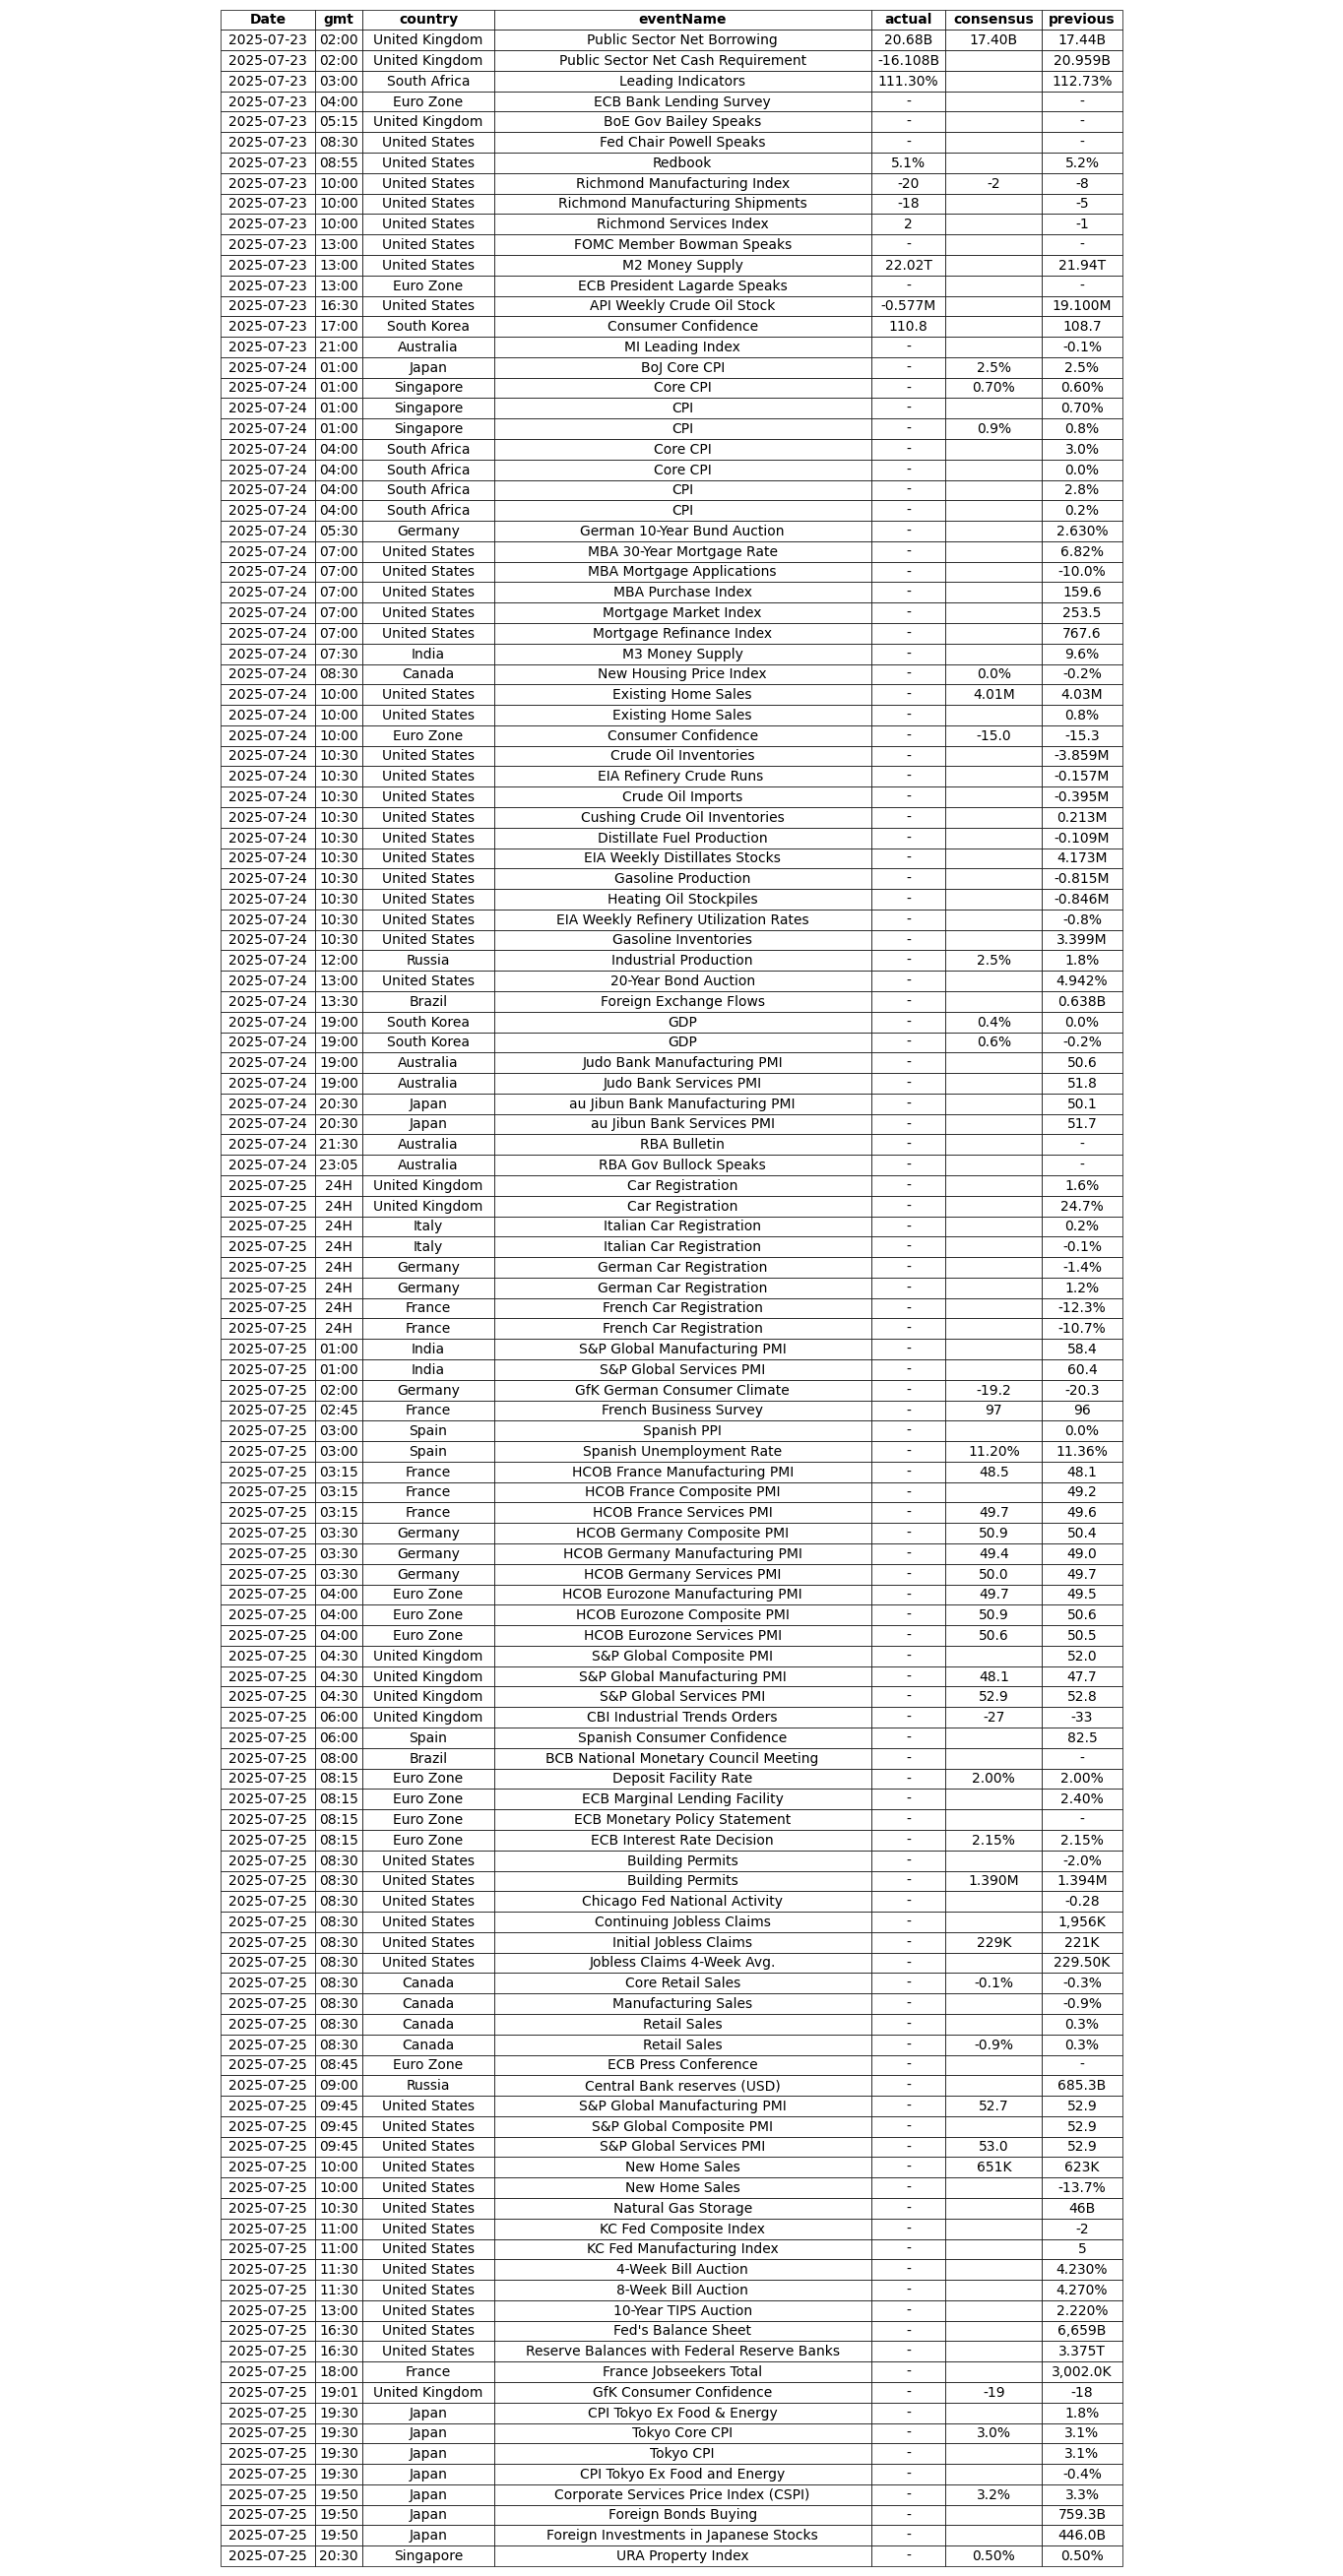 Date gmt country eventName actual consensus previous
2025-07-23 02:00 United Kingdom Public Sector Net Borrowing 20.68B 17.40B 17.44B
2025-07-23 02:00 United Kingdom Public Sector Net Cash Requirement -16.108B 20.959B
2025-07-23 03:00 South Africa Leading Indicators 111.30% 112.73%
2025-07-23 04:00 Euro Zone ECB Bank Lending Survey - -
2025-07-23 05:15 United Kingdom BoE Gov Bailey Speaks - -
2025-07-23 08:30 United States Fed Chair Powell Speaks - -
2025-07-23 08:55 United States Redbook 5.1% 5.2%
2025-07-23 10:00 United States Richmond Manufacturing Index -20 -2 -8
2025-07-23 10:00 United States Richmond Manufacturing Shipments -18 -5
2025-07-23 10:00 United States Richmond Services Index 2 -1
2025-07-23 13:00 United States FOMC Member Bowman Speaks - -
2025-07-23 13:00 United States M2 Money Supply 22.02T 21.94T
2025-07-23 13:00 Euro Zone ECB President Lagarde Speaks - -
2025-07-23 16:30 United States API Weekly Crude Oil Stock -0.577M 19.100M
2025-07-23 17:00 South Korea Consumer Confidence 110.8 108.7
2025-07-23 21:00 Australia MI Leading Index - -0.1%
2025-07-24 01:00 Japan BoJ Core CPI - 2.5% 2.5%
2025-07-24 01:00 Singapore Core CPI - 0.70% 0.60%
2025-07-24 01:00 Singapore CPI - 0.70%
2025-07-24 01:00 Singapore CPI - 0.9% 0.8%
2025-07-24 04:00 South Africa Core CPI - 3.0%
2025-07-24 04:00 South Africa Core CPI - 0.0%
2025-07-24 04:00 South Africa CPI - 2.8%
2025-07-24 04:00 South Africa CPI - 0.2%
2025-07-24 05:30 Germany German 10-Year Bund Auction - 2.630%
2025-07-24 07:00 United States MBA 30-Year Mortgage Rate - 6.82%
2025-07-24 07:00 United States MBA Mortgage Applications - -10.0%
2025-07-24 07:00 United States MBA Purchase Index - 159.6
2025-07-24 07:00 United States Mortgage Market Index - 253.5
2025-07-24 07:00 United States Mortgage Refinance Index - 767.6
2025-07-24 07:30 India M3 Money Supply - 9.6%
2025-07-24 08:30 Canada New Housing Price Index - 0.0% -0.2%
2025-07-24 10:00 United States Existing Home Sales - 4.01M 4.03M
2025-07-24 10:00 United States Existing Home Sales - 0.8%
2025-07-24 10:00 Euro Zone Consumer Confidence - -15.0 -15.3
2025-07-24 10:30 United States Crude Oil Inventories - -3.859M
2025-07-24 10:30 United States EIA Refinery Crude Runs - -0.157M
2025-07-24 10:30 United States Crude Oil Imports - -0.395M
2025-07-24 10:30 United States Cushing Crude Oil Inventories - 0.213M
2025-07-24 10:30 United States Distillate Fuel Production - -0.109M
2025-07-24 10:30 United States EIA Weekly Distillates Stocks - 4.173M
2025-07-24 10:30 United States Gasoline Production - -0.815M
2025-07-24 10:30 United States Heating Oil Stockpiles - -0.846M
2025-07-24 10:30 United States EIA Weekly Refinery Utilization Rates - -0.8%
2025-07-24 10:30 United States Gasoline Inventories - 3.399M
2025-07-24 12:00 Russia Industrial Production - 2.5% 1.8%
2025-07-24 13:00 United States 20-Year Bond Auction - 4.942%
2025-07-24 13:30 Brazil Foreign Exchange Flows - 0.638B
2025-07-24 19:00 South Korea GDP - 0.4% 0.0%
2025-07-24 19:00 South Korea GDP - 0.6% -0.2%
2025-07-24 19:00 Australia Judo Bank Manufacturing PMI - 50.6
2025-07-24 19:00 Australia Judo Bank Services PMI - 51.8
2025-07-24 20:30 Japan au Jibun Bank Manufacturing PMI - 50.1
2025-07-24 20:30 Japan au Jibun Bank Services PMI - 51.7
2025-07-24 21:30 Australia RBA Bulletin - -
2025-07-24 23:05 Australia RBA Gov Bullock Speaks - -
2025-07-25 24H United Kingdom Car Registration - 1.6%
2025-07-25 24H United Kingdom Car Registration - 24.7%
2025-07-25 24H Italy Italian Car Registration - 0.2%
2025-07-25 24H Italy Italian Car Registration - -0.1%
2025-07-25 24H Germany German Car Registration - -1.4%
2025-07-25 24H Germany German Car Registration - 1.2%
2025-07-25 24H France French Car Registration - -12.3%
2025-07-25 24H France French Car Registration - -10.7%
2025-07-25 01:00 India S&P Global Manufacturing PMI - 58.4
2025-07-25 01:00 India S&P Global Services PMI - 60.4
2025-07-25 02:00 Germany GfK German Consumer Climate - -19.2 -20.3
2025-07-25 02:45 France French Business Survey - 97 96
2025-07-25 03:00 Spain Spanish PPI - 0.0%
2025-07-25 03:00 Spain Spanish Unemployment Rate - 11.20% 11.36%
2025-07-25 03:15 France HCOB France Manufacturing PMI - 48.5 48.1
2025-07-25 03:15 France HCOB France Composite PMI - 49.2
2025-07-25 03:15 France HCOB France Services PMI - 49.7 49.6
2025-07-25 03:30 Germany HCOB Germany Composite PMI - 50.9 50.4
2025-07-25 03:30 Germany HCOB Germany Manufacturing PMI - 49.4 49.0
2025-07-25 03:30 Germany HCOB Germany Services PMI - 50.0 49.7
2025-07-25 04:00 Euro Zone HCOB Eurozone Manufacturing PMI - 49.7 49.5
2025-07-25 04:00 Euro Zone HCOB Eurozone Composite PMI - 50.9 50.6
2025-07-25 04:00 Euro Zone HCOB Eurozone Services PMI - 50.6 50.5
2025-07-25 04:30 United Kingdom S&P Global Composite PMI - 52.0
2025-07-25 04:30 United Kingdom S&P Global Manufacturing PMI - 48.1 47.7
2025-07-25 04:30 United Kingdom S&P Global Services PMI - 52.9 52.8
2025-07-25 06:00 United Kingdom CBI Industrial Trends Orders - -27 -33
2025-07-25 06:00 Spain Spanish Consumer Confidence - 82.5
2025-07-25 08:00 Brazil BCB National Monetary Council Meeting - -
2025-07-25 08:15 Euro Zone Deposit Facility Rate - 2.00% 2.00%
2025-07-25 08:15 Euro Zone ECB Marginal Lending Facility - 2.40%
2025-07-25 08:15 Euro Zone ECB Monetary Policy Statement - -
2025-07-25 08:15 Euro Zone ECB Interest Rate Decision - 2.15% 2.15%
2025-07-25 08:30 United States Building Permits - -2.0%
2025-07-25 08:30 United States Building Permits - 1.390M 1.394M
2025-07-25 08:30 United States Chicago Fed National Activity - -0.28
2025-07-25 08:30 United States Continuing Jobless Claims - 1,956K
2025-07-25 08:30 United States Initial Jobless Claims - 229K 221K
2025-07-25 08:30 United States Jobless Claims 4-Week Avg. - 229.50K
2025-07-25 08:30 Canada Core Retail Sales - -0.1% -0.3%
2025-07-25 08:30 Canada Manufacturing Sales - -0.9%
2025-07-25 08:30 Canada Retail Sales - 0.3%
2025-07-25 08:30 Canada Retail Sales - -0.9% 0.3%
2025-07-25 08:45 Euro Zone ECB Press Conference - -
2025-07-25 09:00 Russia Central Bank reserves (USD) - 685.3B
2025-07-25 09:45 United States S&P Global Manufacturing PMI - 52.7 52.9
2025-07-25 09:45 United States S&P Global Composite PMI - 52.9
2025-07-25 09:45 United States S&P Global Services PMI - 53.0 52.9
2025-07-25 10:00 United States New Home Sales - 651K 623K
2025-07-25 10:00 United States New Home Sales - -13.7%
2025-07-25 10:30 United States Natural Gas Storage - 46B
2025-07-25 11:00 United States KC Fed Composite Index - -2
2025-07-25 11:00 United States KC Fed Manufacturing Index - 5
2025-07-25 11:30 United States 4-Week Bill Auction - 4.230%
2025-07-25 11:30 United States 8-Week Bill Auction - 4.270%
2025-07-25 13:00 United States 10-Year TIPS Auction - 2.220%
2025-07-25 16:30 United States Fed's Balance Sheet - 6,659B
2025-07-25 16:30 United States Reserve Balances with Federal Reserve Banks - 3.375T
2025-07-25 18:00 France France Jobseekers Total - 3,002.0K
2025-07-25 19:01 United Kingdom GfK Consumer Confidence - -19 -18
2025-07-25 19:30 Japan CPI Tokyo Ex Food & Energy - 1.8%
2025-07-25 19:30 Japan Tokyo Core CPI - 3.0% 3.1%
2025-07-25 19:30 Japan Tokyo CPI - 3.1%
2025-07-25 19:30 Japan CPI Tokyo Ex Food and Energy - -0.4%
2025-07-25 19:50 Japan Corporate Services Price Index (CSPI) - 3.2% 3.3%
2025-07-25 19:50 Japan Foreign Bonds Buying - 759.3B
2025-07-25 19:50 Japan Foreign Investments in Japanese Stocks - 446.0B
2025-07-25 20:30 Singapore URA Property Index - 0.50% 0.50%